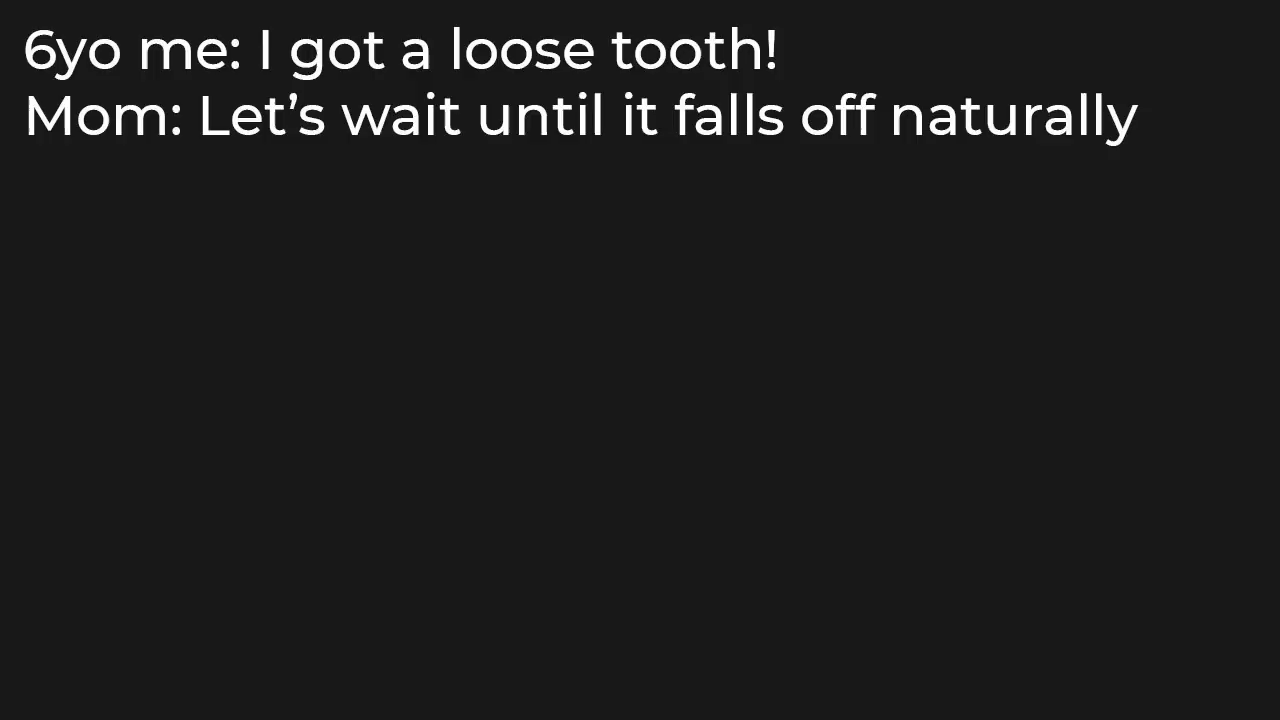 6yo me: I got a loose tooth!
Mom: Let’s wait until it falls off naturally